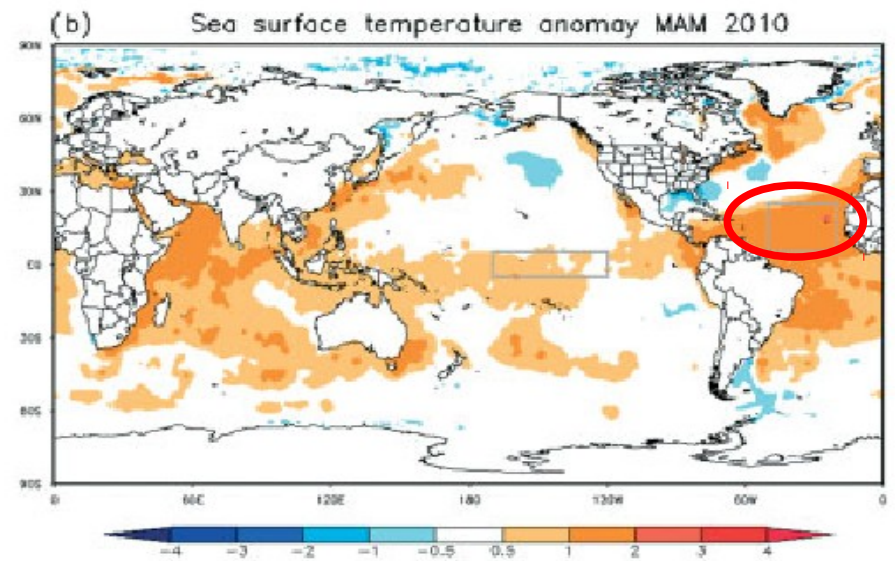 (b) Sea surface temperature anomay MAM 2010
90N
60N
30N
EQ
30S
60S
90S
0 60E 120E 180 120W 60W 0
-4 -3 -2 -1 -0.5 0.5 1 2 3 4